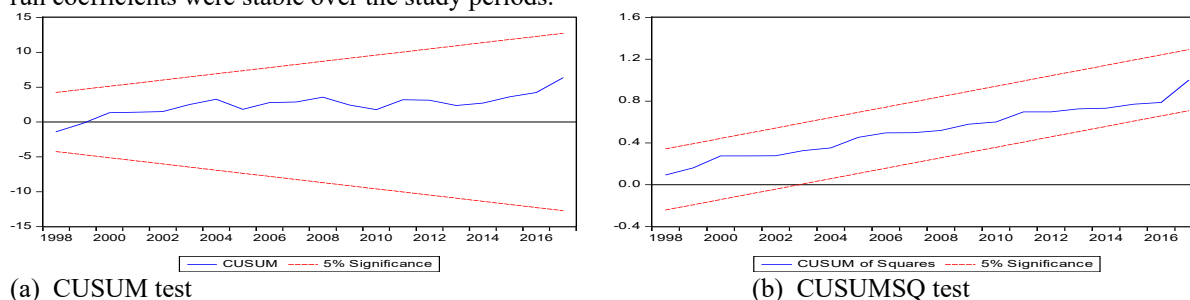 run coefficients were stable over the study periods.
15
10
5
0
-5
-10
-15
1998 2000 2002 2004 2006 2008 2010 2012 2014 2016
CUSUM 5% Significance
(a) CUSUM test
1.6
1.2
0.8
0.4
0.0
-0.4
1998 2000 2002 2004 2006 2008 2010 2012 2014 2016
CUSUM of Squares 5% Significance
(b) CUSUMSQ test